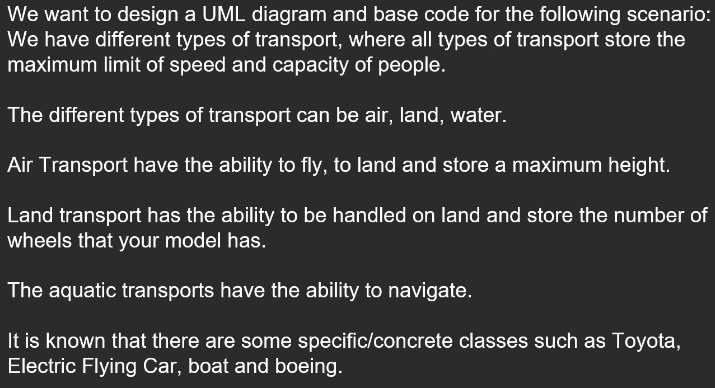 We want to design a UML diagram and base code for the following scenario:
We have different types of transport, where all types of transport store the
maximum limit of speed and capacity of people.
The different types of transport can be air, land, water.
Air Transport have the ability to fly, to land and store a maximum height.
Land transport has the ability to be handled on land and store the number of
wheels that your model has.
The aquatic transports have the ability to navigate.
It is known that there are some specific/concrete classes such as Toyota,
Electric Flying Car, boat and boeing.